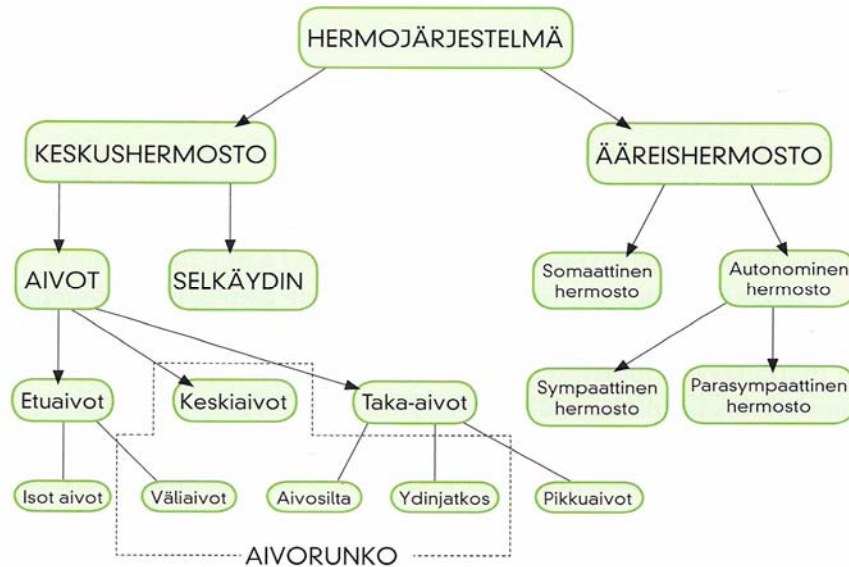 HERMOJÄRJESTELMÄ
KESKUSHERMOSTO
ÄÄREISHERMOSTO
AIVOT
SELKÄYDIN
Somaattinen
hermosto
Autonominen
hermosto
Etuaivot
Keskiaivot
Taka-aivot
Sympaattinen
hermosto
Parasympaattinen
hermosto
Isot aivot
Väliaivot
Aivosilta
Ydinjatkos
Pikkuaivot
AIVORUNKO